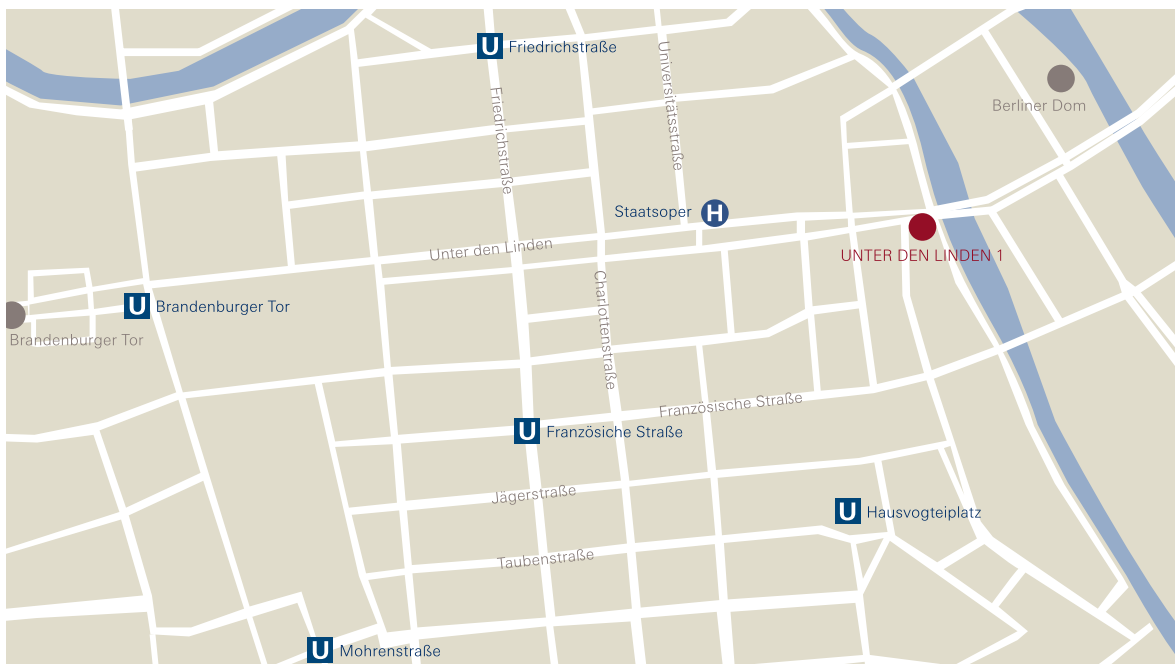 U Friedrichstraße
Universitätsstraße
Berliner Dom
Friedrichstraße
Staatsoper H
Unter den Linden
UNTER DEN LINDEN 1
Charlottenstraße
U Brandenburger Tor
Brandenburger Tor
Französische Straße
U Französiche Straße
Jägerstraße
U Hausvogteiplatz
Taubenstraße
U Mohrenstraße